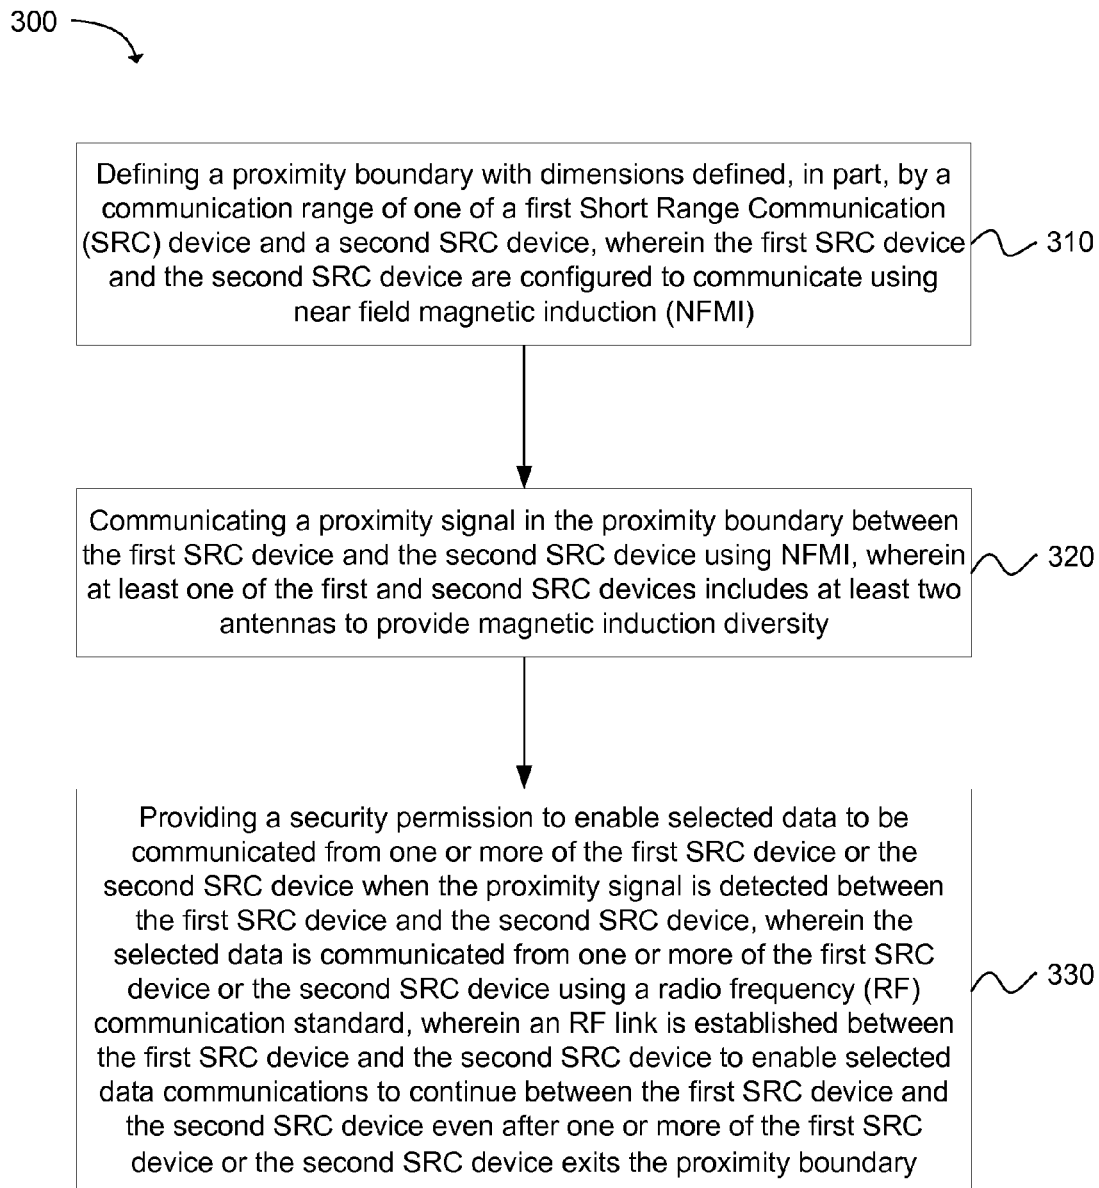 300
Defining a proximity boundary with dimensions defined, in part, by a
communication range of one of a first Short Range Communication
(SRC) device and a second SRC device, wherein the first SRC device
and the second SRC device are configured to communicate using
near field magnetic induction (NFMI)
310
Communicating a proximity signal in the proximity boundary between
the first SRC device and the second SRC device using NFMI, wherein
at least one of the first and second SRC devices includes at least two
antennas to provide magnetic induction diversity
320
Providing a security permission to enable selected data to be
communicated from one or more of the first SRC device or the
second SRC device when the proximity signal is detected between
the first SRC device and the second SRC device, wherein the
selected data is communicated from one or more of the first SRC
device or the second SRC device using a radio frequency (RF)
communication standard, wherein an RF link is established between
the first SRC device and the second SRC device to enable selected
data communications to continue between the first SRC device and
the second SRC device even after one or more of the first SRC
device or the second SRC device exits the proximity boundary
330